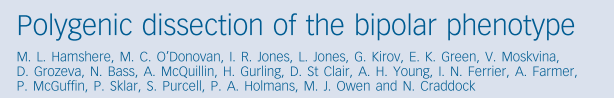 Polygenic dissection of the bipolar phenotype
M. L. Hamshere, M. C. O’Donovan, I. R. Jones, L. Jones, G. Kirov, E. K. Green, V. Moskvina,
D. Grozeva, N. Bass, A. McQuillin, H. Gurling, D. St Clair, A. H. Young, I. N. Ferrier, A. Farmer,
P. McGuffin, P. Sklar, S. Purcell, P. A. Holmans, M. J. Owen and N. Craddock